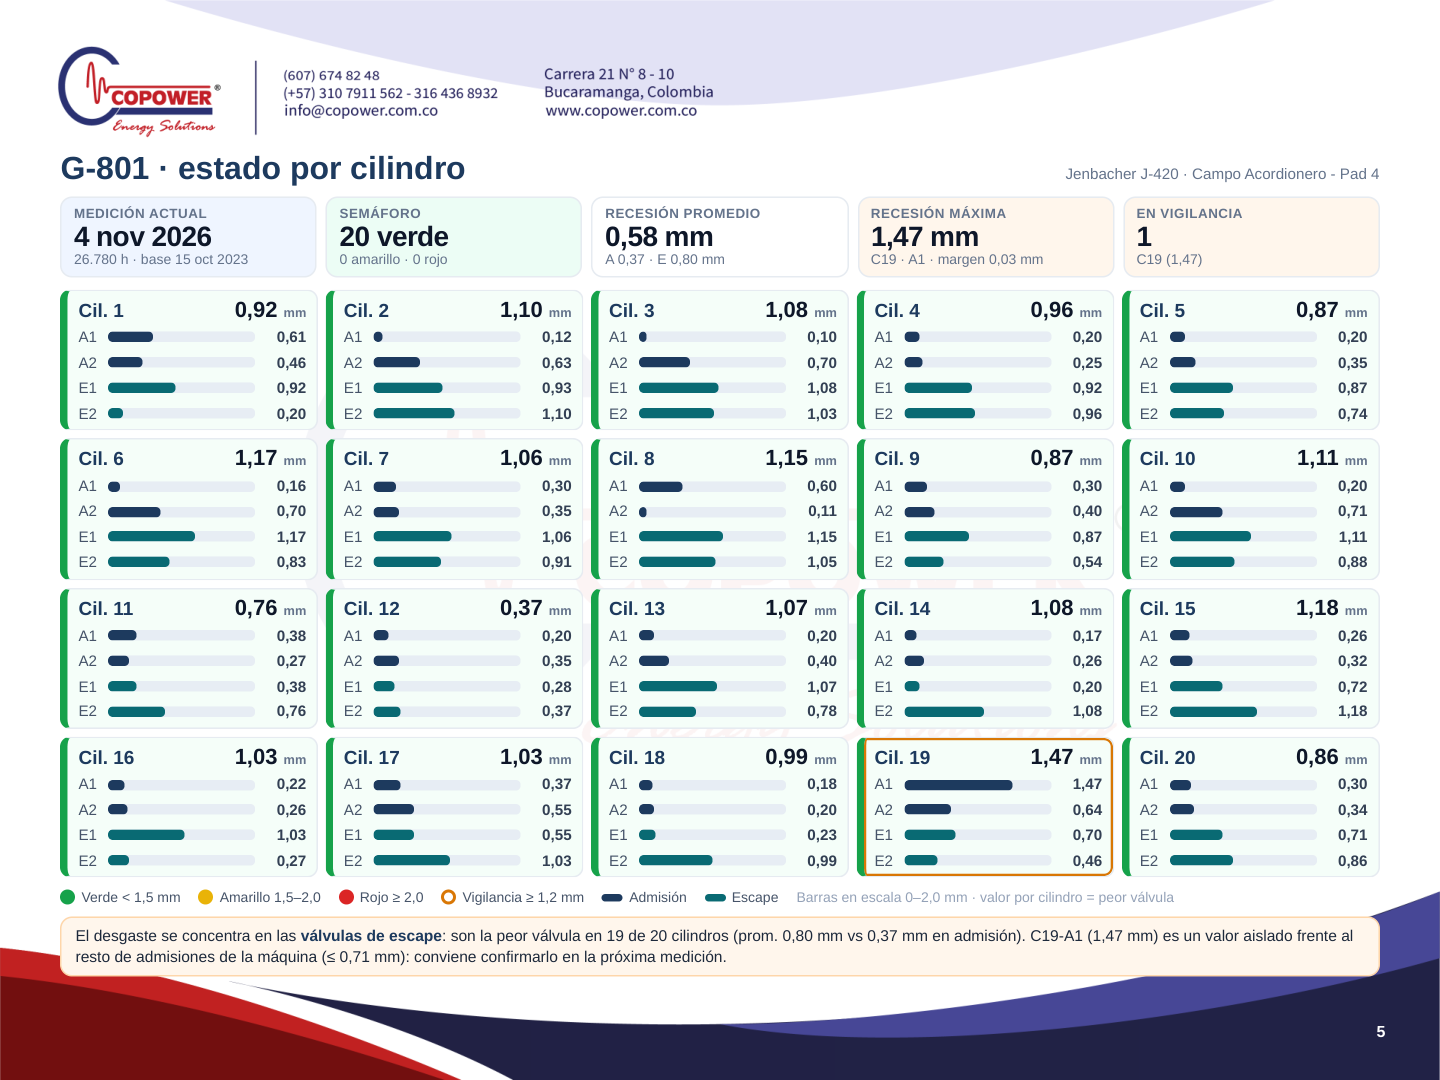 COPOWER®
Energy Solutions
(607) 674 82 48
(+57) 310 7911 562 - 316 436 8932
info@copower.com.co
Carrera 21 N° 8 - 10
Bucaramanga, Colombia
www.copower.com.co
G-801 · estado por cilindro
Jenbacher J-420 · Campo Acordionero - Pad 4
MEDICIÓN ACTUAL
4 nov 2026
26.780 h · base 15 oct 2023
SEMÁFORO
20 verde
0 amarillo · 0 rojo
RECESIÓN PROMEDIO
0,58 mm
A 0,37 · E 0,80 mm
RECESIÓN MÁXIMA
1,47 mm
C19 · A1 · margen 0,03 mm
EN VIGILANCIA
1
C19 (1,47)
Cil. 1 0,92 mm
A1 0,61
A2 0,46
E1 0,92
E2 0,20
Cil. 2 1,10 mm
A1 0,12
A2 0,63
E1 0,93
E2 1,10
Cil. 3 1,08 mm
A1 0,10
A2 0,70
E1 1,08
E2 1,03
Cil. 4 0,96 mm
A1 0,20
A2 0,25
E1 0,92
E2 0,96
Cil. 5 0,87 mm
A1 0,20
A2 0,35
E1 0,87
E2 0,74
Cil. 6 1,17 mm
A1 0,16
A2 0,70
E1 1,17
E2 0,83
Cil. 7 1,06 mm
A1 0,30
A2 0,35
E1 1,06
E2 0,91
Cil. 8 1,15 mm
A1 0,60
A2 0,11
E1 1,15
E2 1,05
Cil. 9 0,87 mm
A1 0,30
A2 0,40
E1 0,87
E2 0,54
Cil. 10 1,11 mm
A1 0,20
A2 0,71
E1 1,11
E2 0,88
Cil. 11 0,76 mm
A1 0,38
A2 0,27
E1 0,38
E2 0,76
Cil. 12 0,37 mm
A1 0,20
A2 0,35
E1 0,28
E2 0,37
Cil. 13 1,07 mm
A1 0,20
A2 0,40
E1 1,07
E2 0,78
Cil. 14 1,08 mm
A1 0,17
A2 0,26
E1 0,20
E2 1,08
Cil. 15 1,18 mm
A1 0,26
A2 0,32
E1 0,72
E2 1,18
Cil. 16 1,03 mm
A1 0,22
A2 0,26
E1 1,03
E2 0,27
Cil. 17 1,03 mm
A1 0,37
A2 0,55
E1 0,55
E2 1,03
Cil. 18 0,99 mm
A1 0,18
A2 0,20
E1 0,23
E2 0,99
Cil. 19 1,47 mm
A1 1,47
A2 0,64
E1 0,70
E2 0,46
Cil. 20 0,86 mm
A1 0,30
A2 0,34
E1 0,71
E2 0,86
Verde < 1,5 mm Amarillo 1,5–2,0 Rojo ≥ 2,0 Vigilancia ≥ 1,2 mm Admisión Escape Barras en escala 0–2,0 mm · valor por cilindro = peor válvula
El desgaste se concentra en las válvulas de escape: son la peor válvula en 19 de 20 cilindros (prom. 0,80 mm vs 0,37 mm en admisión). C19-A1 (1,47 mm) es un valor aislado frente al
resto de admisiones de la máquina (≤ 0,71 mm): conviene confirmarlo en la próxima medición.
5